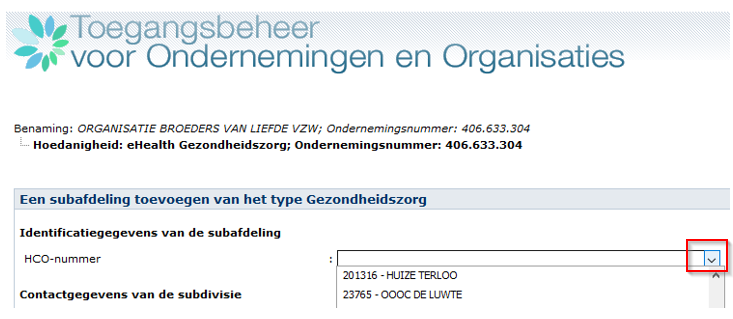 Toegangsbeheer
voor Ondernemingen en Organisaties
Benaming: ORGANISATIE BROEDERS VAN LIEFDE VZW; Ondernemingsnummer: 406.633.304
Hoedanigheid: eHealth Gezondheidszorg; Ondernemingsnummer: 406.633.304
Een subafdeling toevoegen van het type Gezondheidszorg
Identificatiegegevens van de subafdeling
HCO-nummer :
201316 - HUIZE TERLOO
23765 - OOOC DE LUWTE
Contactgegevens van de subdivisie